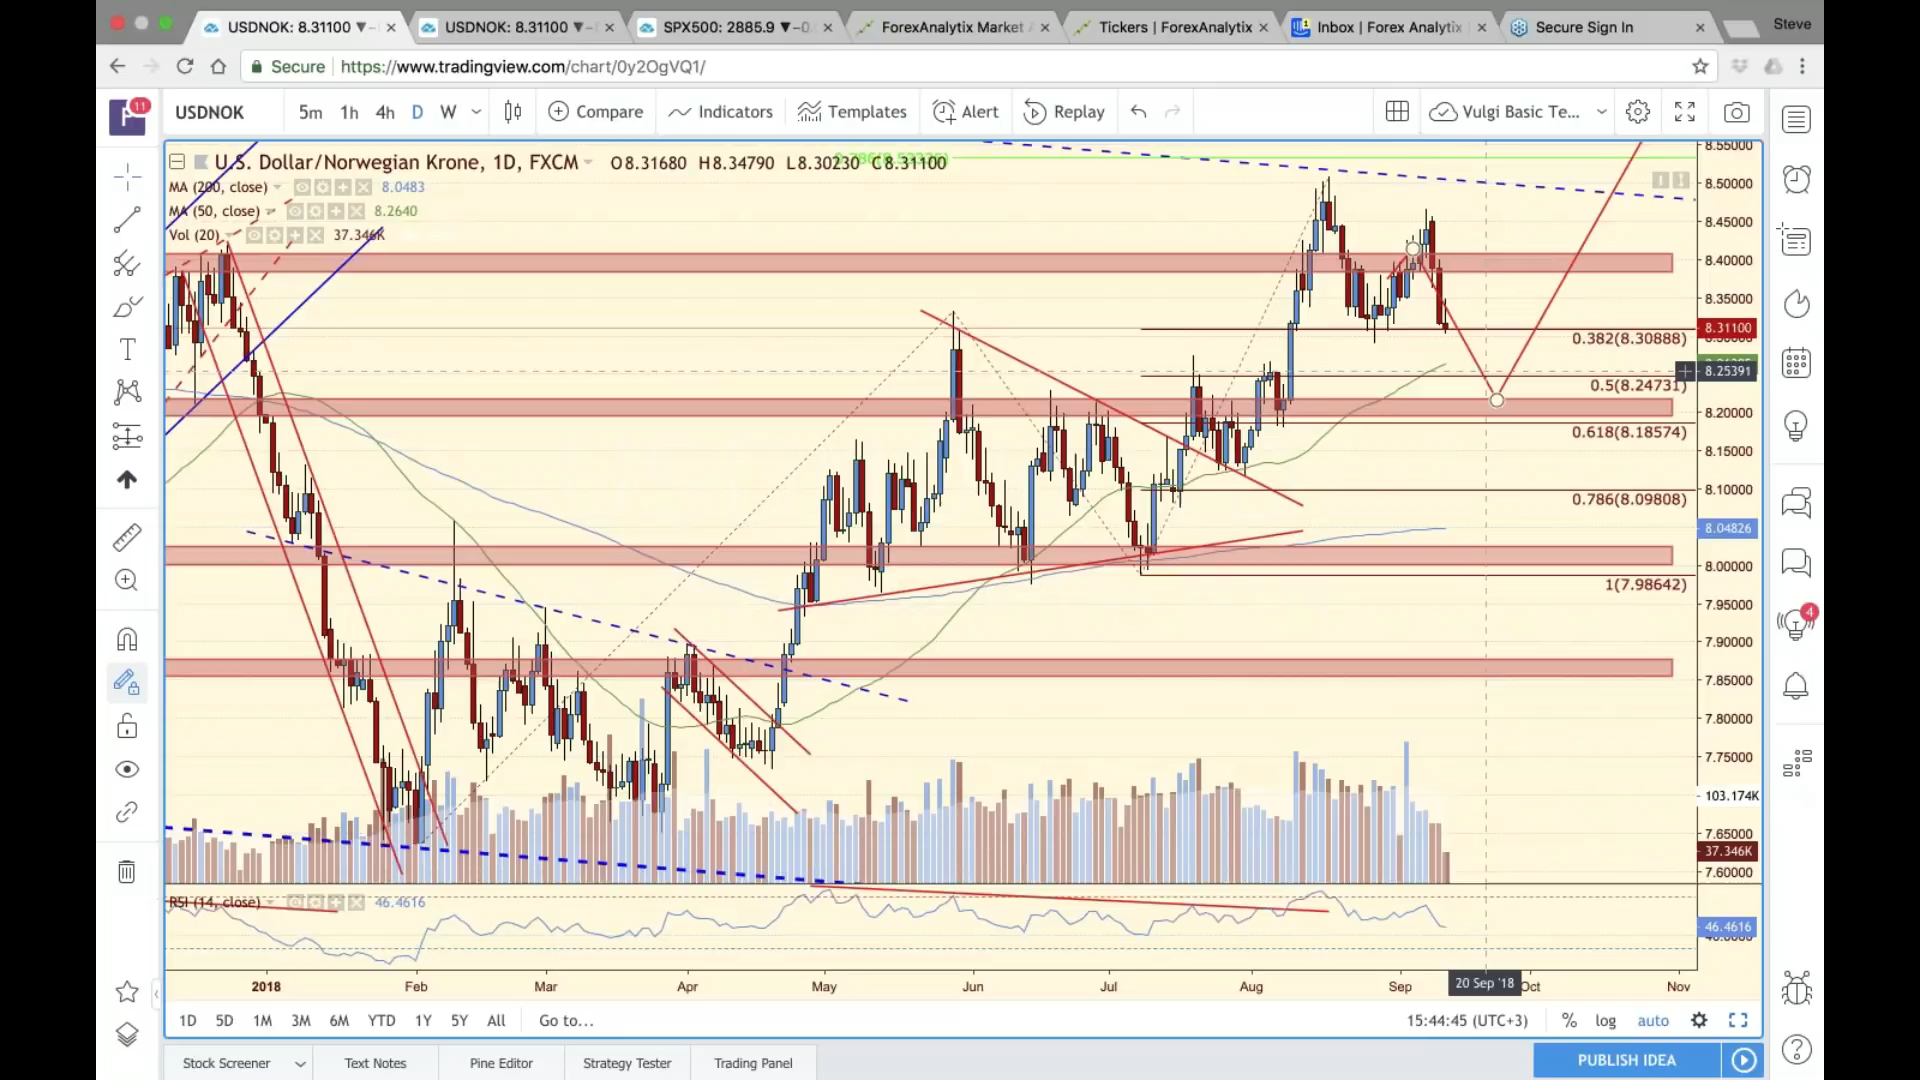 USDNOK: 8.31100 ▼–
USDNOK: 8.31100 ▼–
SPX500: 2885.9 ▼–0
ForexAnalytix Market
Tickers | ForexAnalytix
Inbox | Forex Analytix
Secure Sign In
Steve
Secure
https://www.tradingview.com/chart/0y2OgVQ1/
11
USDNOK
5m
1h
4h
D
W
Compare
Indicators
Templates
Alert
Replay
Vulgi Basic Te...
U.S. Dollar/Norwegian Krone, 1D, FXCM
O8.31680 H8.34790 L8.30230 C8.31100
MA (200, close)
8.0483
MA (50, close)
8.2640
Vol (20)
37.346K
8.55000
8.50000
8.45000
8.40000
8.35000
8.31100
0.382(8.30888)
8.25391
0.5(8.24731)
8.20000
0.618(8.18574)
8.15000
8.10000
0.786(8.09808)
8.04826
8.00000
1(7.98642)
7.95000
7.90000
7.85000
7.80000
7.75000
103.174K
7.65000
37.346K
7.60000
RSI (14, close)
46.4616
46.4616
4
2018
Feb
Mar
Apr
May
Jun
Jul
Aug
Sep
20 Sep '18
Oct
Nov
1D
5D
1M
3M
6M
YTD
1Y
5Y
All
Go to...
15:44:45 (UTC+3)
%
log
auto
Stock Screener
Text Notes
Pine Editor
Strategy Tester
Trading Panel
PUBLISH IDEA